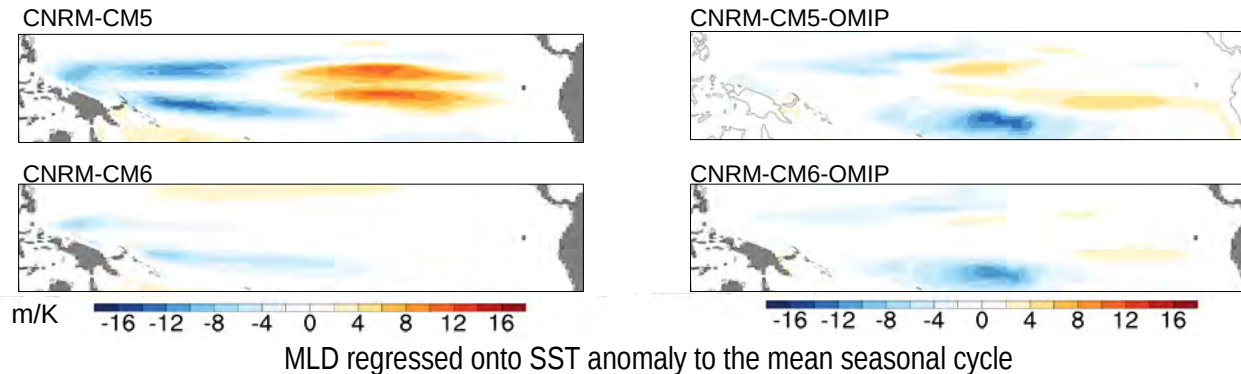 CNRM-CM5
CNRM-CM5-OMIP
CNRM-CM6
CNRM-CM6-OMIP
m/K
-16 -12 -8 -4 0 4 8 12 16
-16 -12 -8 -4 0 4 8 12 16
MLD regressed onto SST anomaly to the mean seasonal cycle